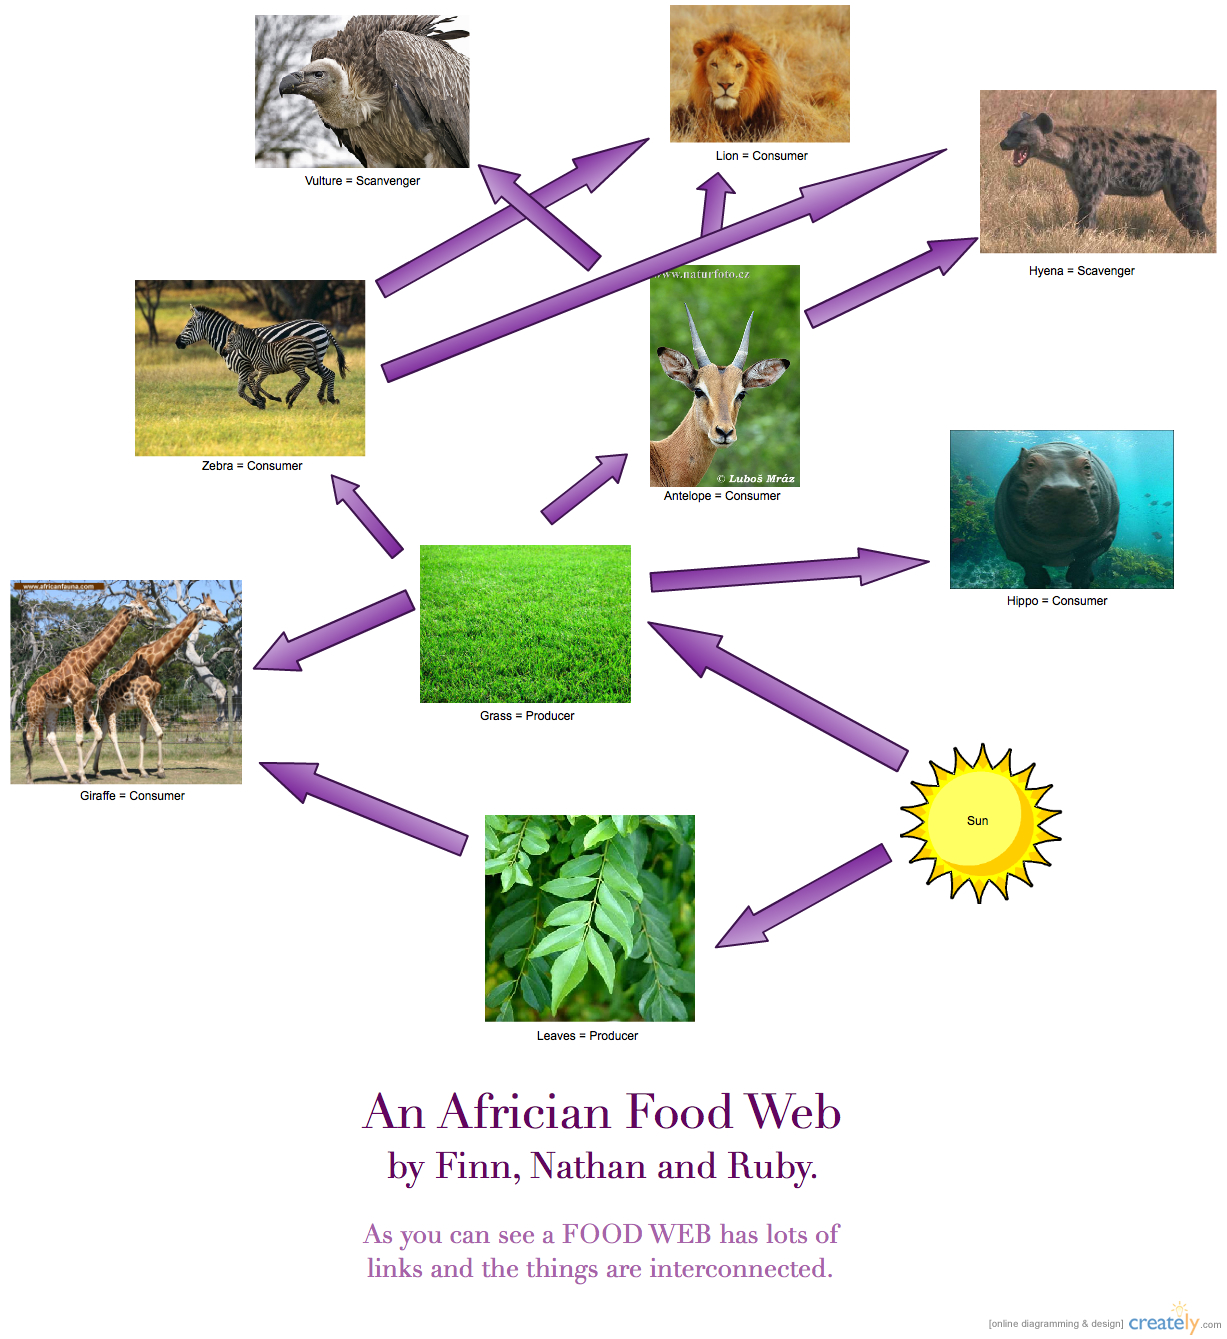 Vulture = Scanvenger
Lion = Consumer
Hyena = Scavenger
www.naturfoto.cz
© Luboš Mráz
Antelope = Consumer
Zebra = Consumer
Hippo = Consumer
www.africanfauna.com
Giraffe = Consumer
Grass = Producer
Sun
Leaves = Producer
An Africian Food Web
by Finn, Nathan and Ruby.
As you can see a FOOD WEB has lots of
links and the things are interconnected.
[online diagramming & design] creately.com